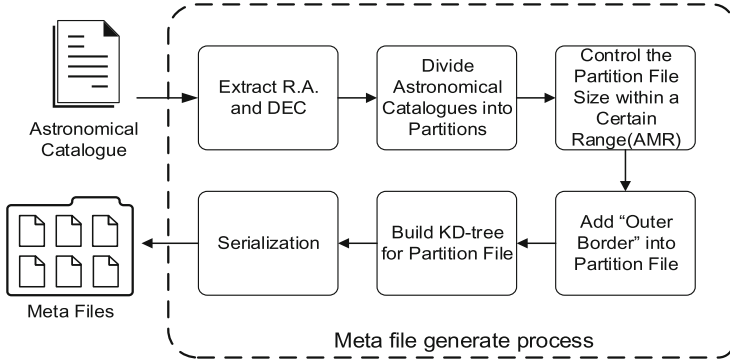 Astronomical
Catalogue
Extract R.A.
and DEC
Divide
Astronomical
Catalogues into
Partitions
Control the
Partition File
Size within a
Certain
Range(AMR)
Add “Outer
Border” into
Partition File
Build KD-tree
for Partition File
Serialization
Meta Files
Meta file generate process